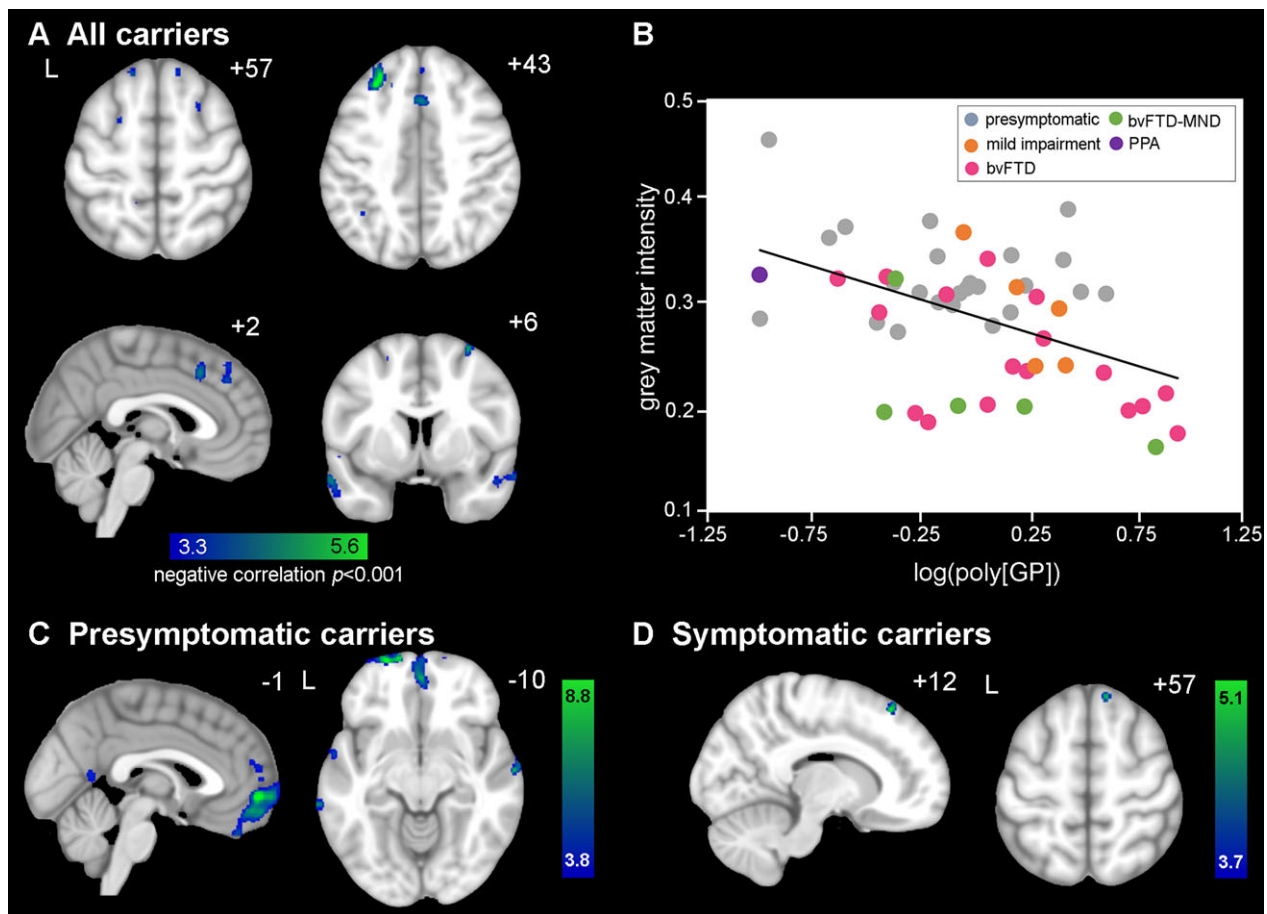 A All carriers
L
+57
+43
+2
+6
3.3
5.6
negative correlation p<0.001
B
0.5
0.4
0.3
0.2
0.1
grey matter intensity
presymptomatic
mild impairment
bvFTD
bvFTD-MND
PPA
-1.25
-0.75
-0.25
0.25
0.75
1.25
log(poly[GP])
C Presymptomatic carriers
-1
L
-10
8.8
3.8
D Symptomatic carriers
+12
L
+57
5.1
3.7